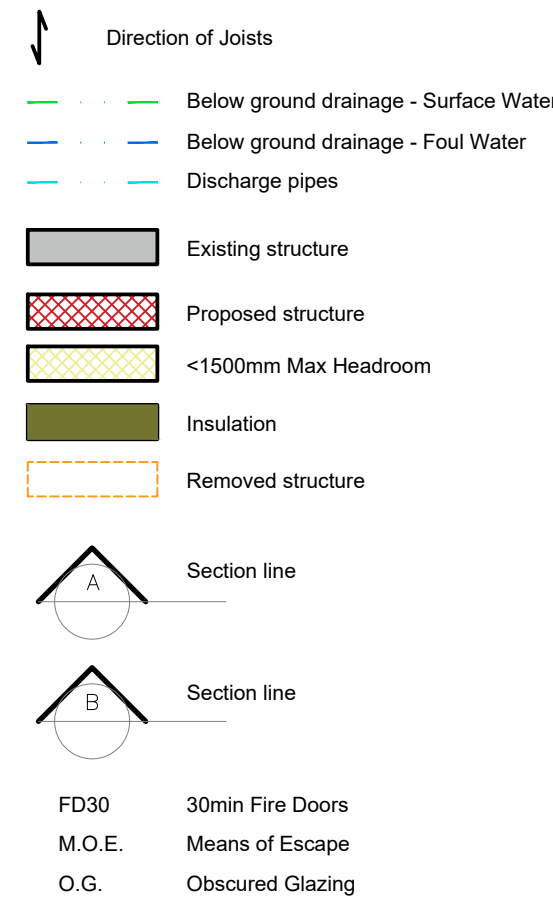 Direction of Joists
Below ground drainage - Surface Water
Below ground drainage - Foul Water
Discharge pipes
Existing structure
Proposed structure
<1500mm Max Headroom
Insulation
Removed structure
A Section line
B Section line
FD30 30min Fire Doors
M.O.E. Means of Escape
O.G. Obscured Glazing